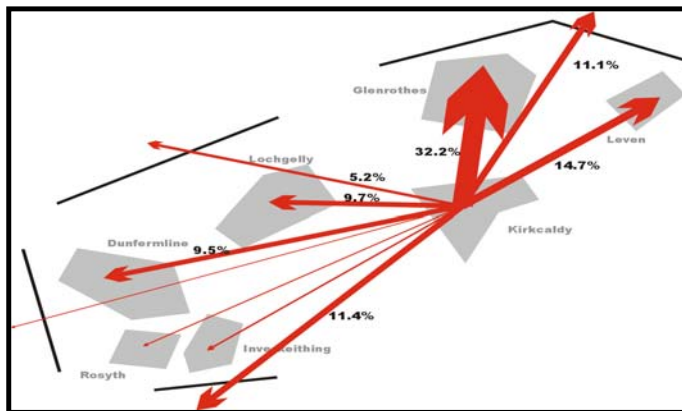 11.1%
Glenrothes
Leven
32.2%
14.7%
Lochgelly
5.2%
9.7%
Kirkcaldy
Dunfermline
9.5%
11.4%
Inverkeithing
Rosyth